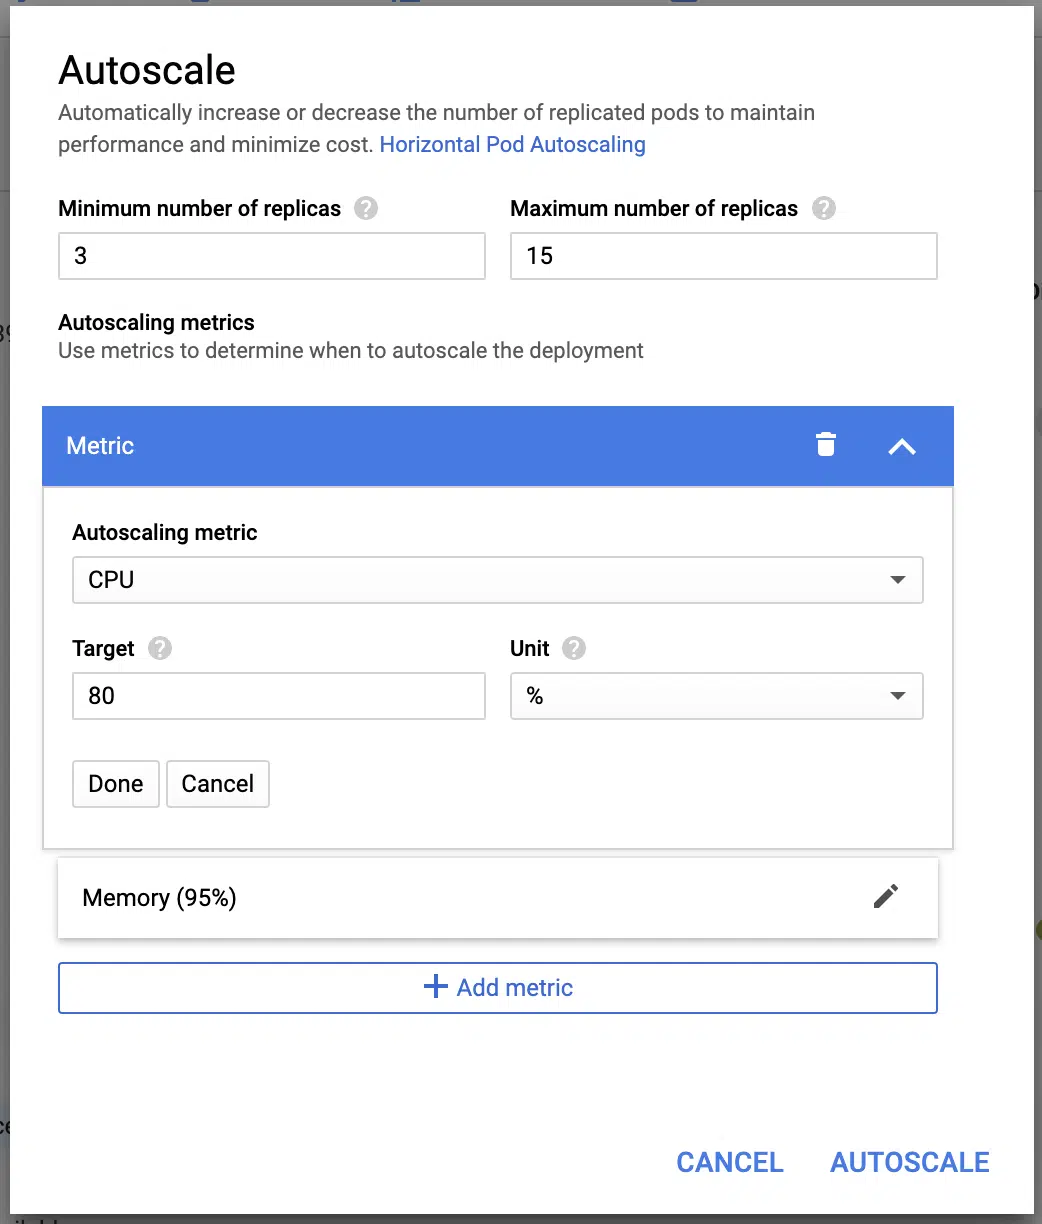 Autoscale
Automatically increase or decrease the number of replicated pods to maintain
performance and minimize cost. Horizontal Pod Autoscaling
Minimum number of replicas ?
Maximum number of replicas ?
3
15
Autoscaling metrics
Use metrics to determine when to autoscale the deployment
Metric
Autoscaling metric
CPU
Target ?
Unit ?
80
%
Done
Cancel
Memory (95%)
Add metric
CANCEL
AUTOSCALE